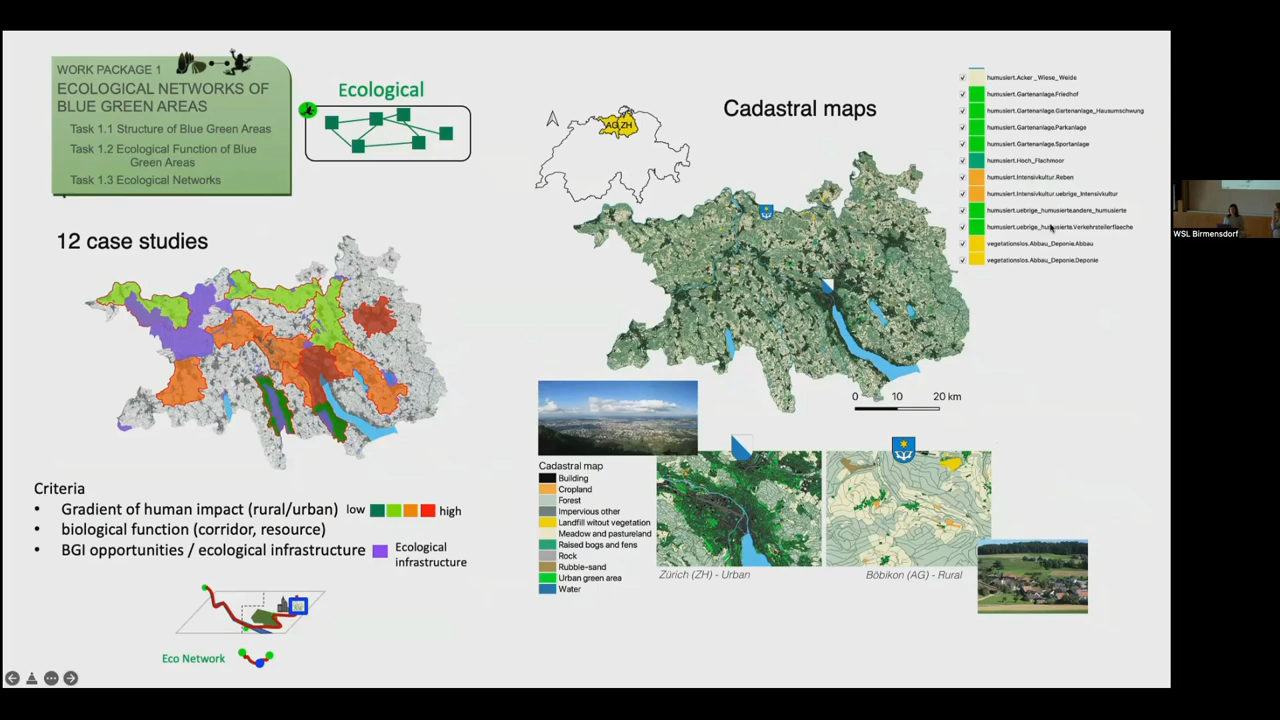 WORK PACKAGE 1
ECOLOGICAL NETWORKS OF
BLUE GREEN AREAS
Task 1.1 Structure of Blue Green Areas
Task 1.2 Ecological Function of Blue
Green Areas
Task 1.3 Ecological Networks
Ecological
12 case studies
Criteria
• Gradient of human impact (rural/urban) low high
• biological function (corridor, resource)
• BGI opportunities / ecological infrastructure
Ecological
infrastructure
Eco Network
AG ZH
Cadastral maps
humusiert.Acker_Wiese_Weide
humusiert.Gartenanlage.Friedhof
humusiert.Gartenanlage.Gartenanlage_Hausumschwung
humusiert.Gartenanlage.Parkanlage
humusiert.Gartenanlage.Sportanlage
humusiert.Hoch_Flachmoor
humusiert.Intensivkultur.Reben
humusiert.Intensivkultur.uebrige_Intensivkultur
humusiert.uebrige_humusierte.andere_humusierte
humusiert.uebrige_humusierte.Verkehrsteilerflaeche
vegetationslos.Abbau_Deponie.Abbau
vegetationslos.Abbau_Deponie.Deponie
0 10 20 km
Cadastral map
Building
Cropland
Forest
Impervious other
Landfill witout vegetation
Meadow and pastureland
Raised bogs and fens
Rock
Rubble-sand
Urban green area
Water
Zürich (ZH) - Urban
Böbikon (AG) - Rural
WSL Birmensdorf